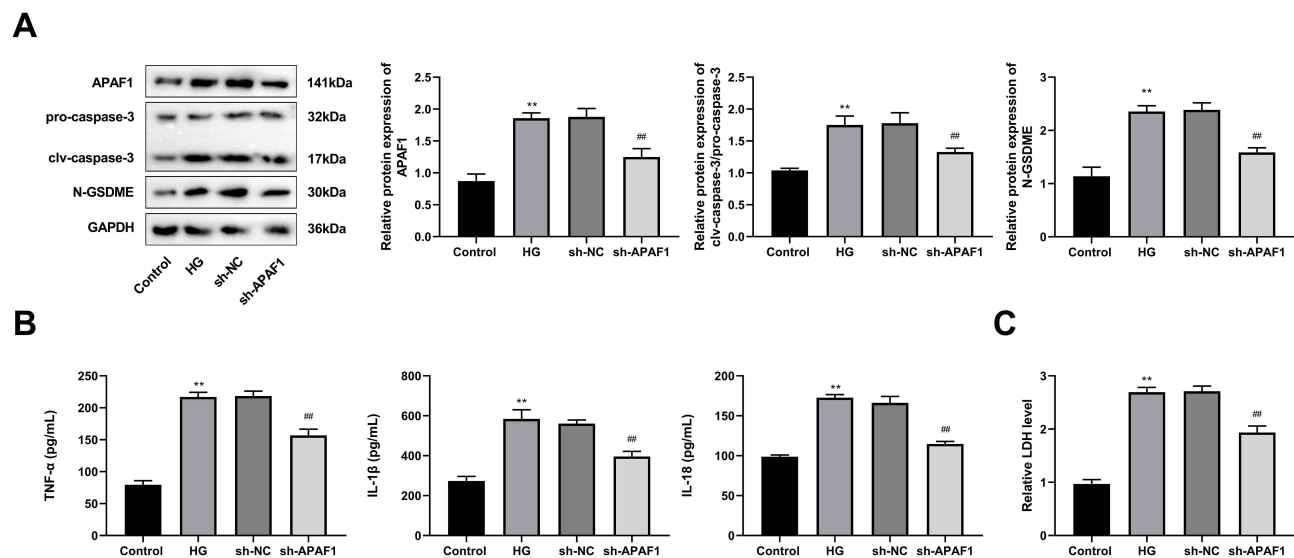 A
APAF1 141kDa
pro-caspase-3 32kDa
clv-caspase-3 17kDa
N-GSDME 30kDa
GAPDH 36kDa
Control HG sh-NC sh-APAF1
Relative protein expression of
APAF1
2.5
2.0
1.5
1.0
0.5
0.0
**
##
Control HG sh-NC sh-APAF1
Relative protein expression of
clv-caspase-3/pro-caspase-3
2.5
2.0
1.5
1.0
0.5
0.0
**
##
Control HG sh-NC sh-APAF1
Relative protein expression of
N-GSDME
3
2
1
0
**
##
Control HG sh-NC sh-APAF1
B
TNF-α (pg/mL)
250
200
150
100
50
0
**
##
Control HG sh-NC sh-APAF1
IL-1β (pg/mL)
800
600
400
200
0
**
##
Control HG sh-NC sh-APAF1
IL-18 (pg/mL)
200
150
100
50
0
**
##
Control HG sh-NC sh-APAF1
C
Relative LDH level
3
2
1
0
**
##
Control HG sh-NC sh-APAF1